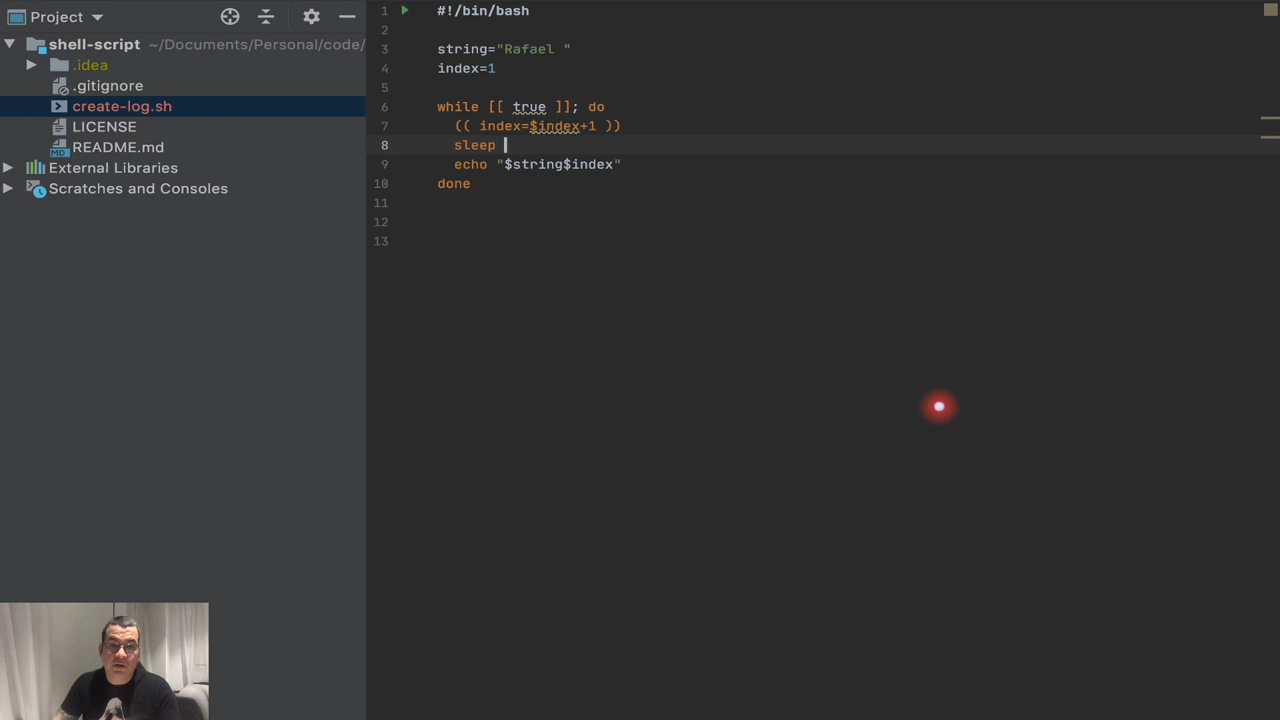 Project
shell-script ~/Documents/Personal/code/
.idea
.gitignore
create-log.sh
LICENSE
MD README.md
External Libraries
Scratches and Consoles
1 #!/bin/bash
2
3 string="Rafael "
4 index=1
5
6 while [[ true ]]; do
7 (( index=$index+1 ))
8 sleep
9 echo "$string$index"
10 done
11
12
13